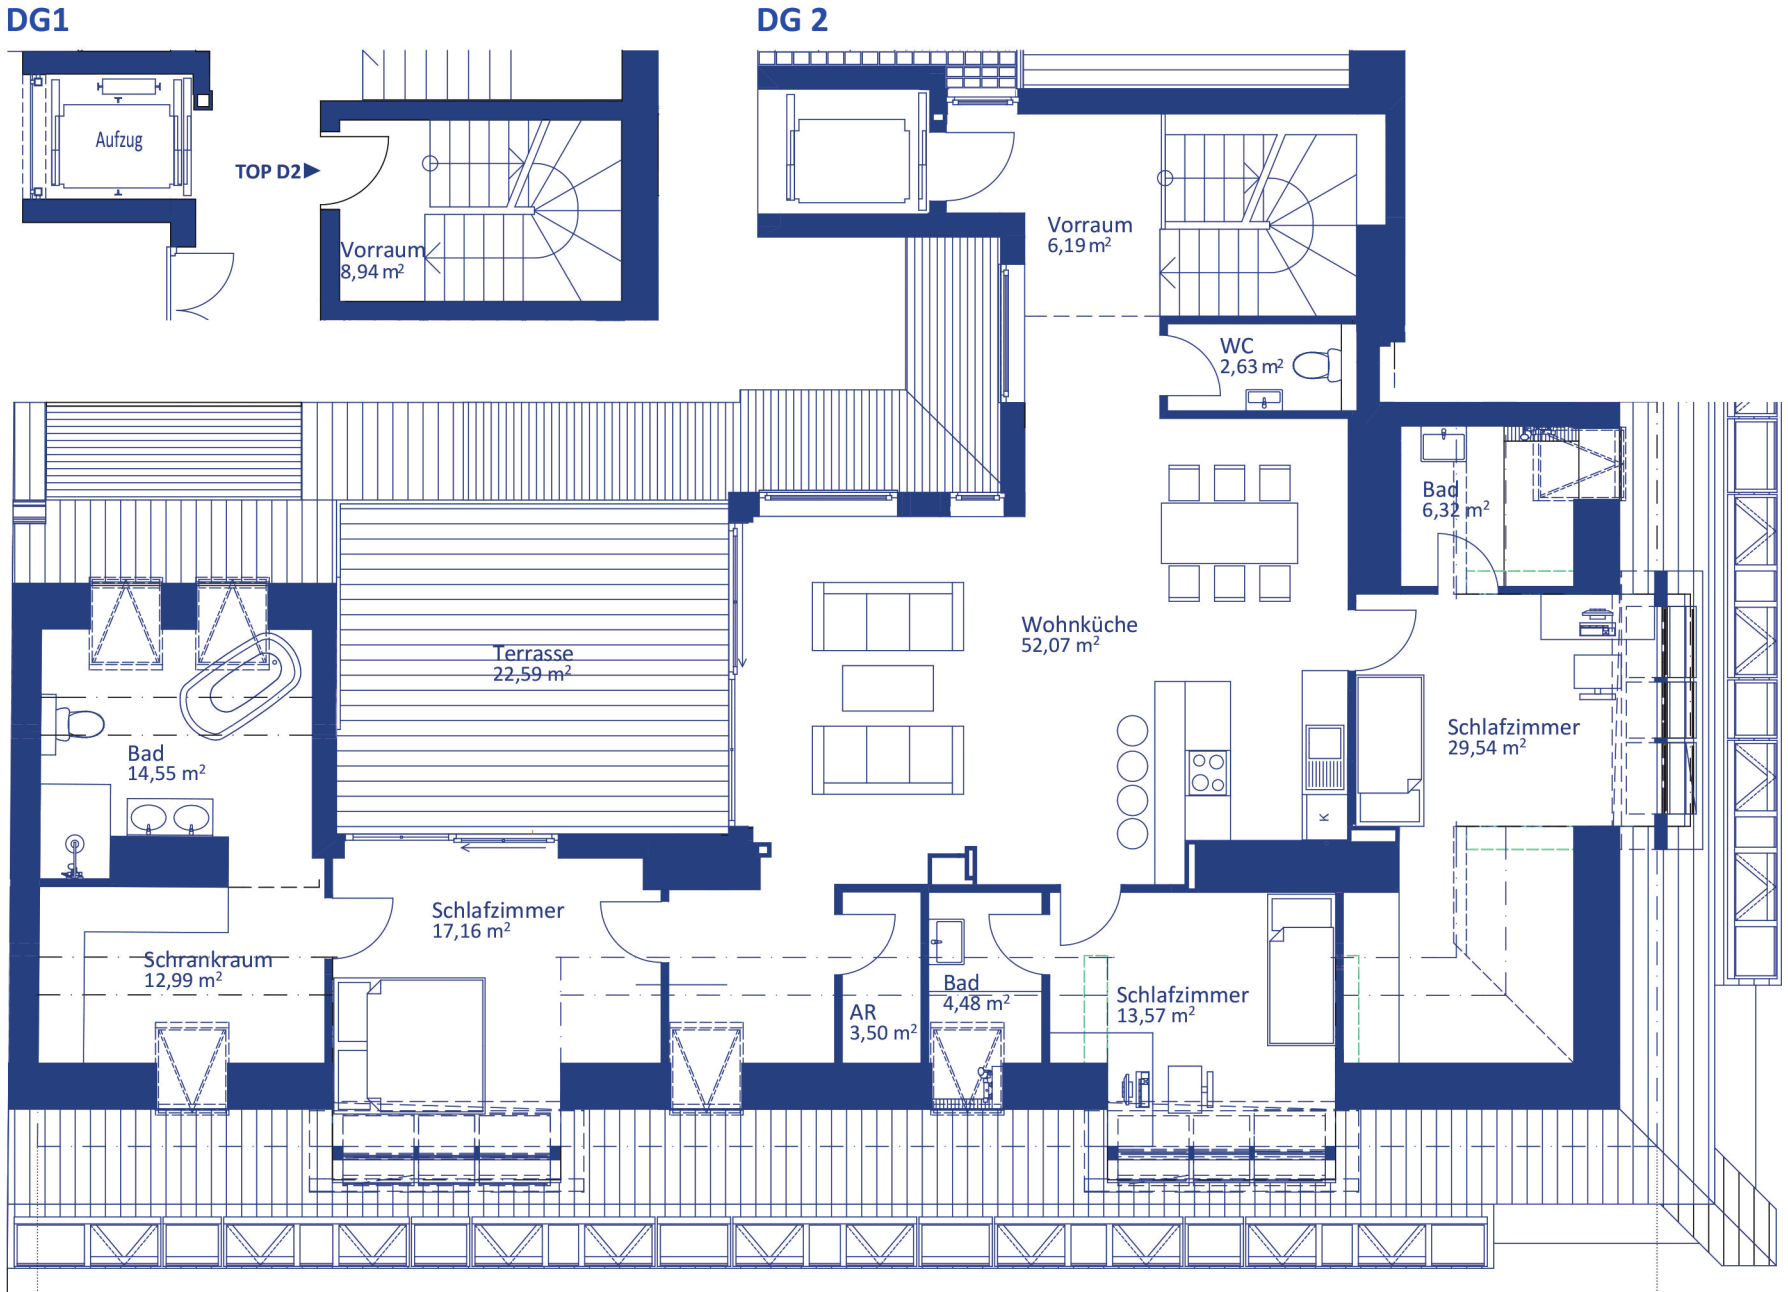 DG1
DG 2
Aufzug
TOP D2
Vorraum
8,94 m²
Vorraum
6,19 m²
WC
2,63 m²
Bad
6,32 m²
Wohnküche
52,07 m²
Terrasse
22,59 m²
Schlafzimmer
29,54 m²
Bad
14,55 m²
K
Schlafzimmer
17,16 m²
Schrankraum
12,99 m²
AR
3,50 m²
Bad
4,48 m²
Schlafzimmer
13,57 m²